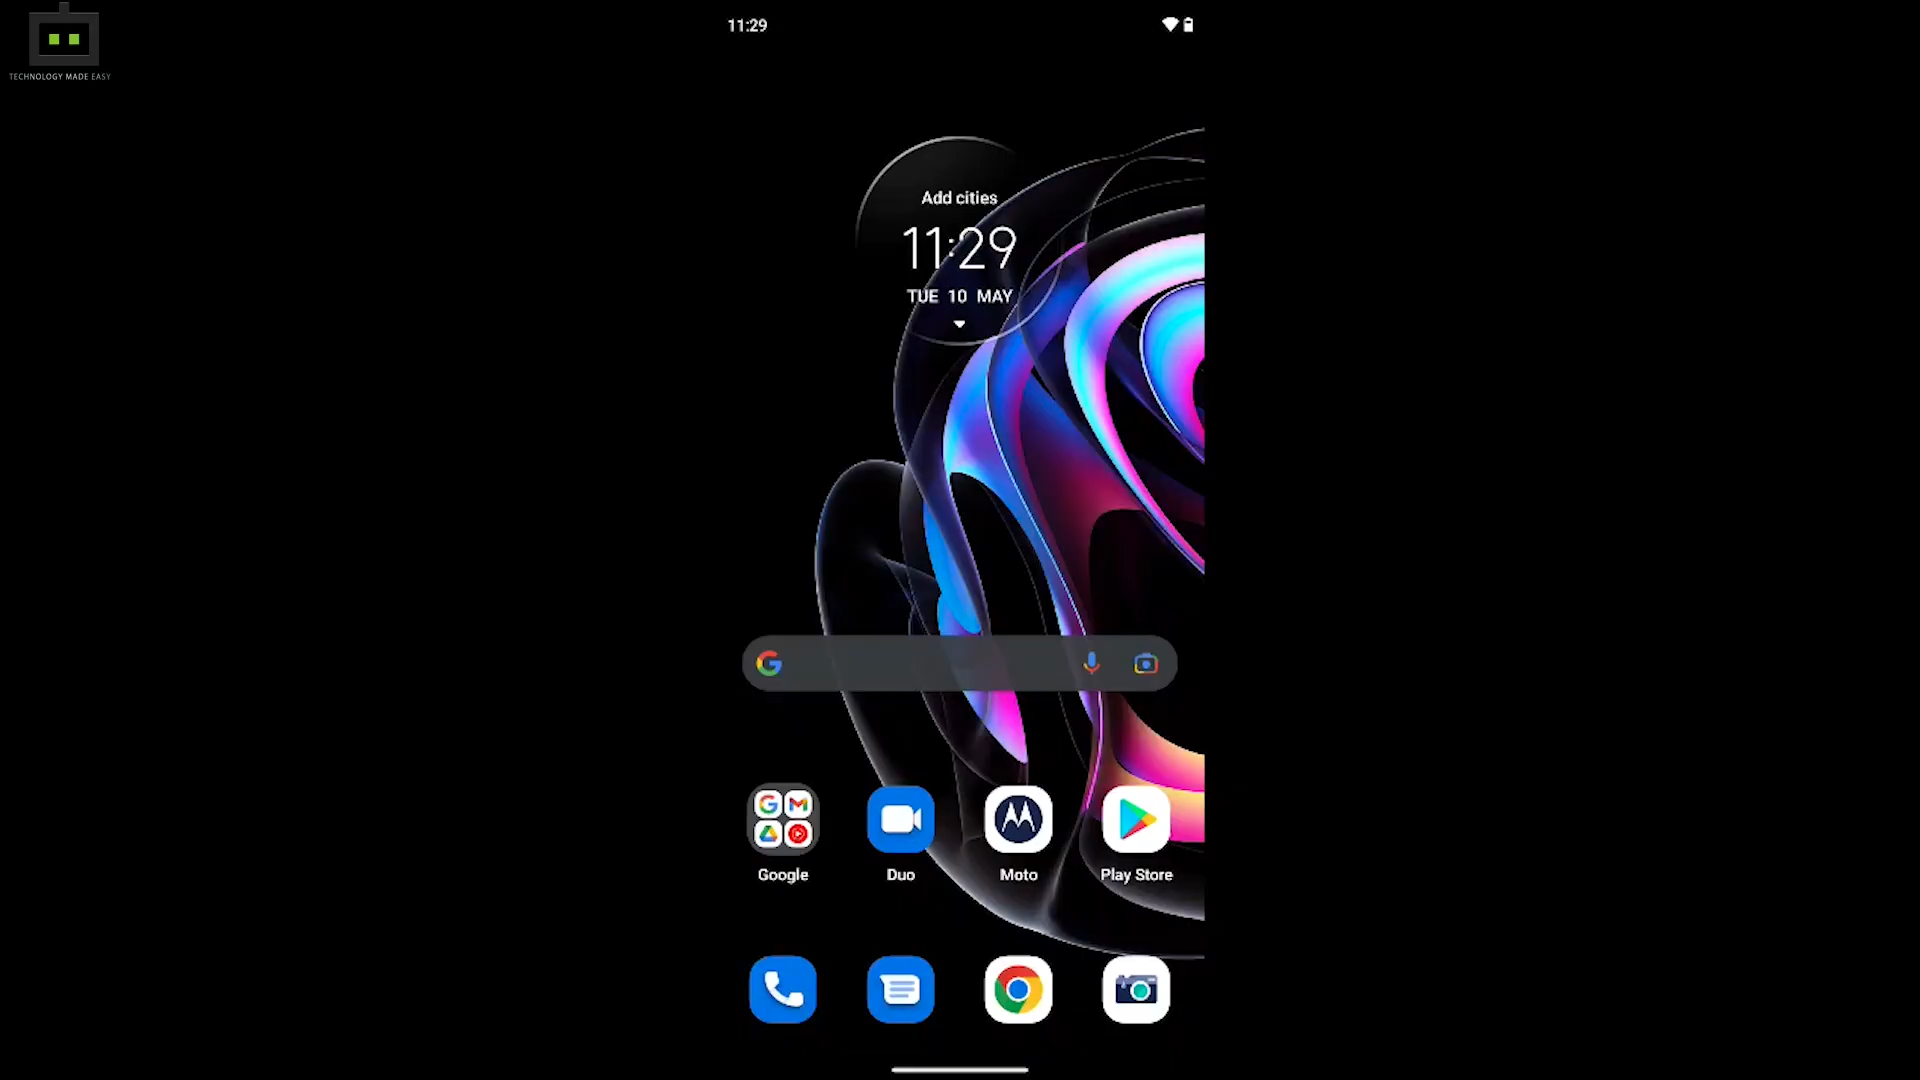 TECHNOLOGY MADE EASY
11:29
Add cities
11:29
TUE 10 MAY
Google
Duo
Moto
Play Store